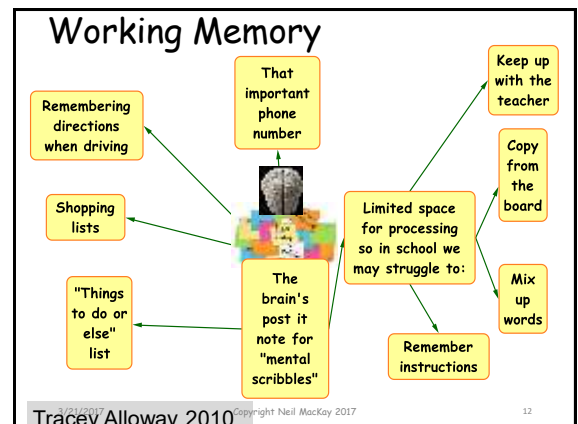 Working Memory
That
important
phone
number
Remembering
directions
when driving
Shopping
lists
"Things
to do or
else"
list
The
brain's
post it
note for
"mental
scribbles"
Limited space
for processing
so in school we
may struggle to:
Keep up
with the
teacher
Copy
from
the
board
Mix
up
words
Remember
instructions
3/21/2017
Tracey Alloway 2010
Copyright Neil MacKay 2017
12